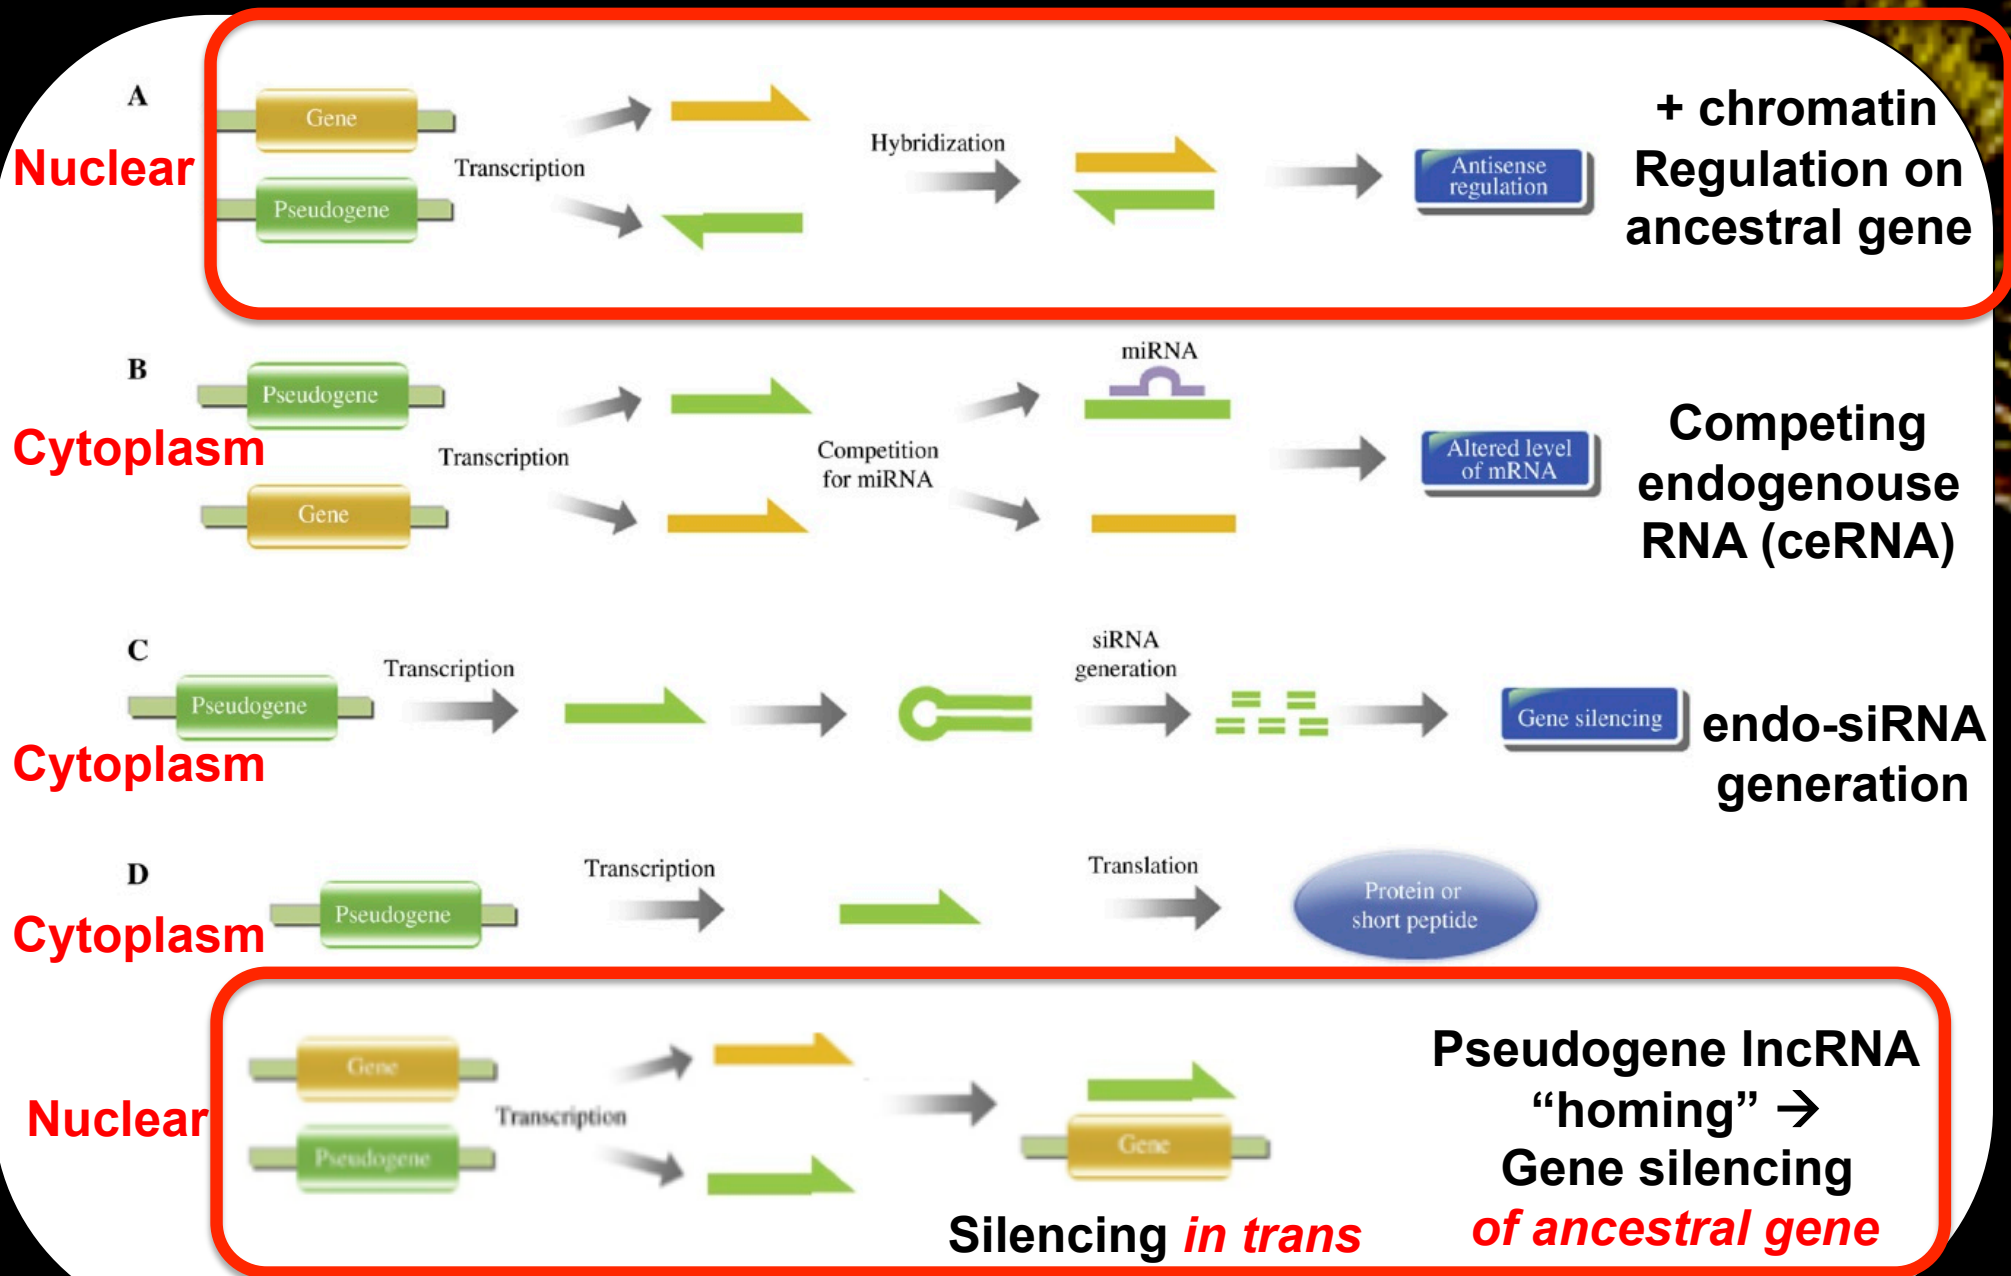 A
Nuclear
Gene
Pseudogene
Transcription
Hybridization
Antisense
regulation
+ chromatin
Regulation on
ancestral gene
B
Cytoplasm
Pseudogene
Gene
Transcription
Competition
for miRNA
miRNA
Altered level
of mRNA
Competing
endogenouse
RNA (ceRNA)
C
Cytoplasm
Pseudogene
Transcription
siRNA
generation
Gene silencing
endo-siRNA
generation
D
Cytoplasm
Pseudogene
Transcription
Translation
Protein or
short peptide
Nuclear
Gene
Pseudogene
Transcription
Gene
Silencing in trans
Pseudogene lncRNA
“homing” →
Gene silencing
of ancestral gene